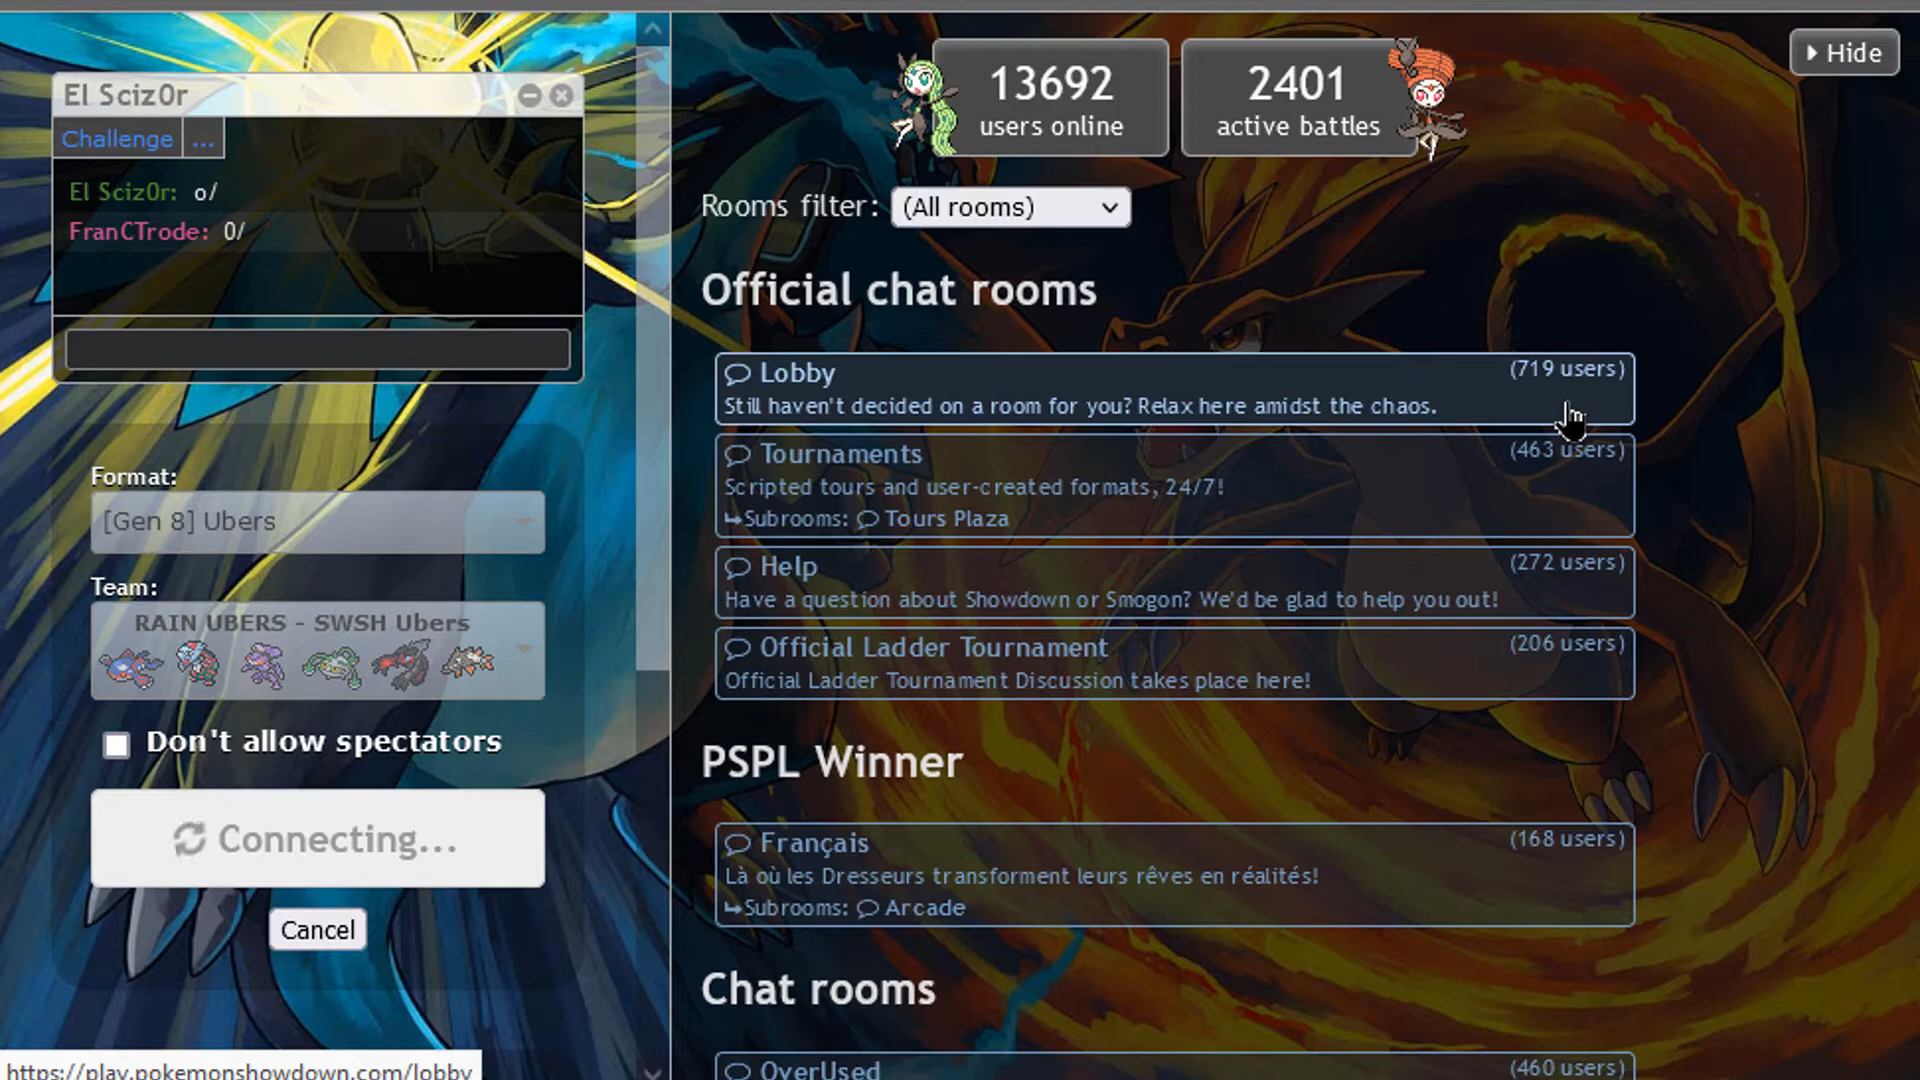 El Sciz0r
Challenge ...
El Sciz0r: o/
FranCTrode: 0/
Format:
[Gen 8] Ubers
Team:
RAIN UBERS - SWSH Ubers
Don't allow spectators
Connecting...
Cancel
https://play.pokemonshowdown.com/lobby
13692
users online
2401
active battles
Hide
Rooms filter: (All rooms)
Official chat rooms
Lobby (719 users)
Still haven't decided on a room for you? Relax here amidst the chaos.
Tournaments (463 users)
Scripted tours and user-created formats, 24/7!
↳Subrooms: Tours Plaza
Help (272 users)
Have a question about Showdown or Smogon? We'd be glad to help you out!
Official Ladder Tournament (206 users)
Official Ladder Tournament Discussion takes place here!
PSPL Winner
Français (168 users)
Là où les Dresseurs transforment leurs rêves en réalités!
↳Subrooms: Arcade
Chat rooms
OverUsed (460 users)